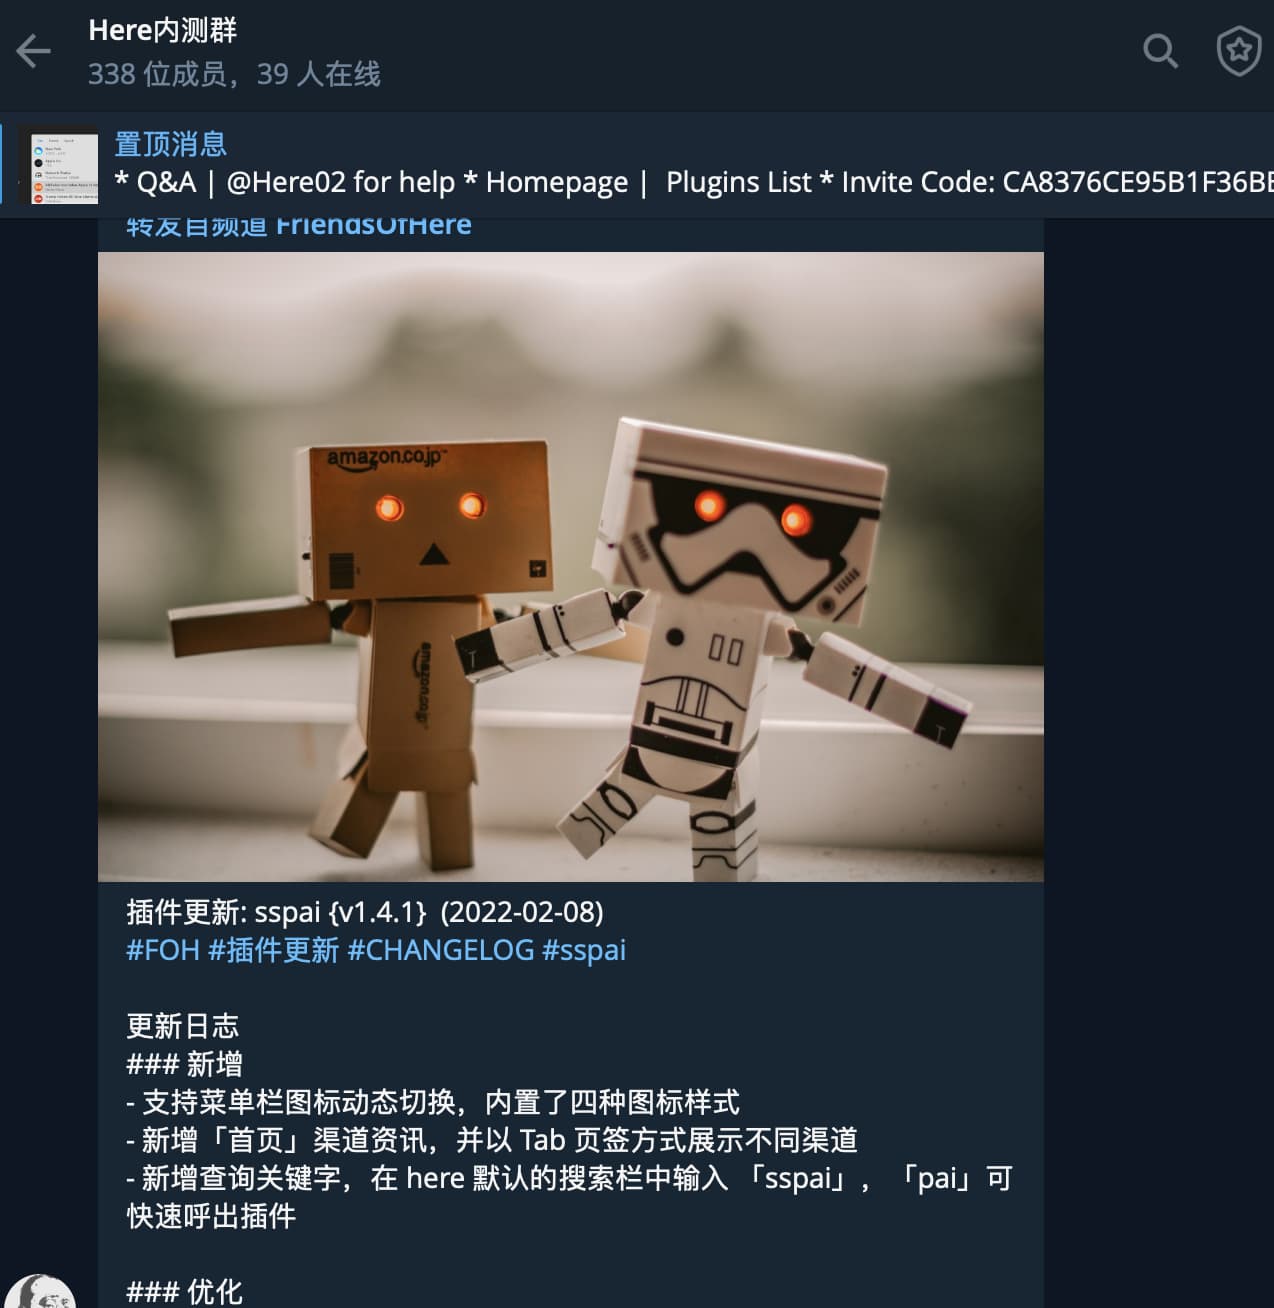 Here内测群
338 位成员，39 人在线
置顶消息
* Q&A | @Here02 for help * Homepage | Plugins List * Invite Code: CA8376CE95B1F36BE
转发自频道 FriendsOfHere
amazon.co.jp
amazon.co.jp
插件更新: sspai {v1.4.1} (2022-02-08)
#FOH #插件更新 #CHANGELOG #sspai
更新日志
### 新增
- 支持菜单栏图标动态切换，内置了四种图标样式
- 新增「首页」渠道资讯，并以 Tab 页签方式展示不同渠道
- 新增查询关键字，在 here 默认的搜索栏中输入 「sspai」, 「pai」可
快速呼出插件
### 优化